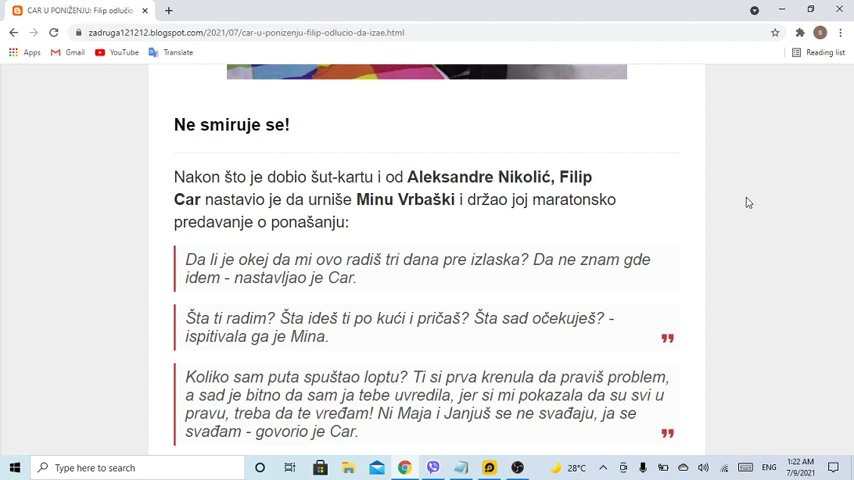 CAR U PONIŽENJU: Filip odlučio
zadruga121212.blogspot.com/2021/07/car-u-ponizenju-filip-odlucio-da-izae.html
Apps Gmail YouTube Translate Reading list
Ne smiruje se!
Nakon što je dobio šut-kartu i od Aleksandre Nikolić, Filip
Car nastavio je da urniše Minu Vrbaški i držao joj maratonsko
predavanje o ponašanju:
Da li je okej da mi ovo radiš tri dana pre izlaska? Da ne znam gde
idem - nastavljao je Car.
Šta ti radim? Šta ideš ti po kući i pričaš? Šta sad očekuješ? -
ispitivala ga je Mina.
Koliko sam puta spuštao loptu? Ti si prva krenula da praviš problem,
a sad je bitno da sam ja tebe uvredila, jer si mi pokazala da su svi u
pravu, treba da te vređam! Ni Maja i Janjuš se ne svađaju, ja se
svađam - govorio je Car.
Type here to search
28°C
ENG
1:22 AM
7/9/2021